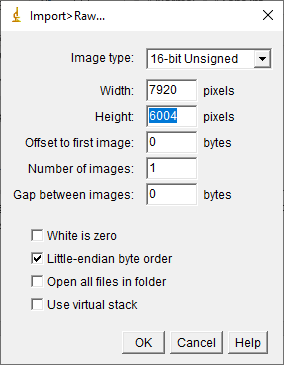 Import>Raw...
Image type: 16-bit Unsigned
Width: 7920 pixels
Height: 6004 pixels
Offset to first image: 0 bytes
Number of images: 1
Gap between images: 0 bytes
White is zero
Little-endian byte order
Open all files in folder
Use virtual stack
OK Cancel Help